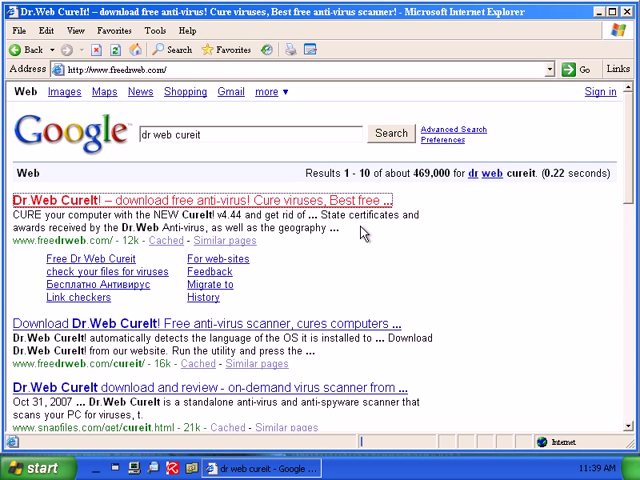 Dr.Web CureIt! – download free anti-virus! Cure viruses, Best free anti-virus scanner! - Microsoft Internet Explorer
File Edit View Favorites Tools Help
Back Search Favorites
Address http://www.freedrweb.com/ Go Links
Web Images Maps News Shopping Gmail more ▼ Sign in
Google™ dr web cureit Search Advanced Search
Preferences
Web Results 1 - 10 of about 469,000 for dr web cureit. (0.22 seconds)
Dr.Web CureIt! – download free anti-virus! Cure viruses, Best free ...
CURE your computer with the NEW CureIt! v4.44 and get rid of ... State certificates and
awards received by the Dr.Web Anti-virus, as well as the geography ...
www.freedrweb.com/ - 12k - Cached - Similar pages
Free Dr Web Cureit For web-sites
check your files for viruses Feedback
Бесплатно Антивирус Migrate to
Link checkers History
Download Dr.Web CureIt! Free anti-virus scanner, cures computers ...
Dr.Web CureIt! automatically detects the language of the OS it is installed to ... Download
Dr.Web CureIt! from our website. Run the utility and press the ...
www.freedrweb.com/cureit/ - 16k - Cached - Similar pages
Dr.Web CureIt download and review - on-demand virus scanner from ...
Oct 31, 2007 ... Dr.Web CureIt is a standalone anti-virus and anti-spyware scanner that
scans your PC for viruses, t.
www.snapfiles.com/get/cureit.html - 21k - Cached - Similar pages
Internet
start dr web cureit - Google ... 11:39 AM